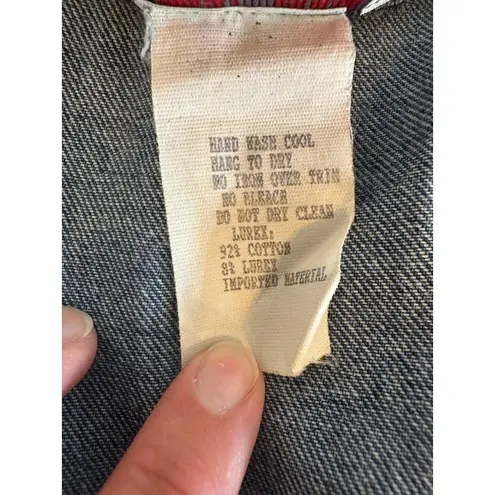 HAND WASH COOL
HANG TO DRY
NO IRON OVER TRIM
NO BLEACH
DO NOT DRY CLEAN
LUREX:
92% COTTON
8% LUREX
IMPORTED MATERIAL